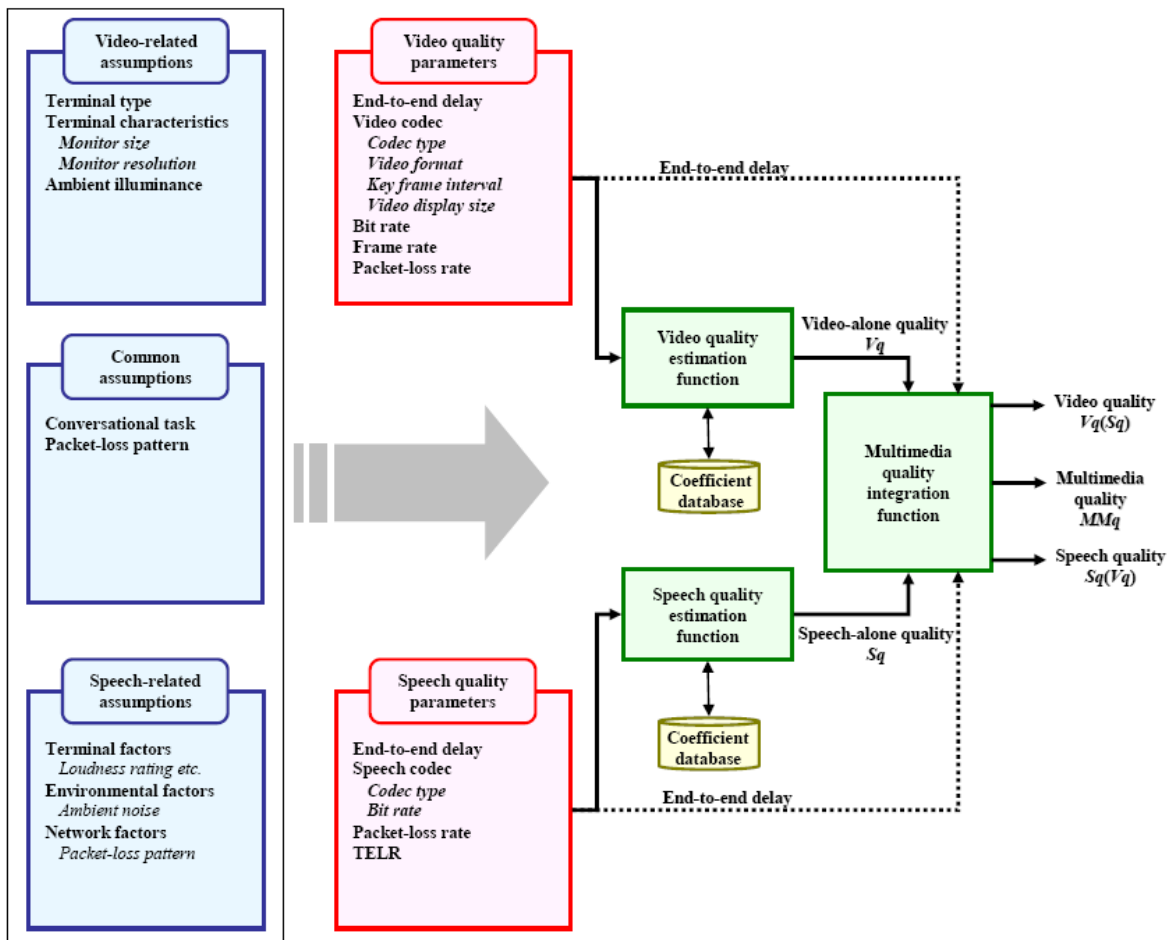 Video-related
assumptions
Terminal type
Terminal characteristics
Monitor size
Monitor resolution
Ambient illuminance
Common
assumptions
Conversational task
Packet-loss pattern
Speech-related
assumptions
Terminal factors
Loudness rating etc.
Environmental factors
Ambient noise
Network factors
Packet-loss pattern
Video quality
parameters
End-to-end delay
Video codec
Codec type
Video format
Key frame interval
Video display size
Bit rate
Frame rate
Packet-loss rate
Speech quality
parameters
End-to-end delay
Speech codec
Codec type
Bit rate
Packet-loss rate
TELR
End-to-end delay
Video quality
estimation
function
Video-alone quality
Vq
Coefficient
database
Speech quality
estimation
function
Speech-alone quality
Sq
Coefficient
database
End-to-end delay
Multimedia
quality
integration
function
Video quality
Vq(Sq)
Multimedia
quality
MMq
Speech quality
Sq(Vq)